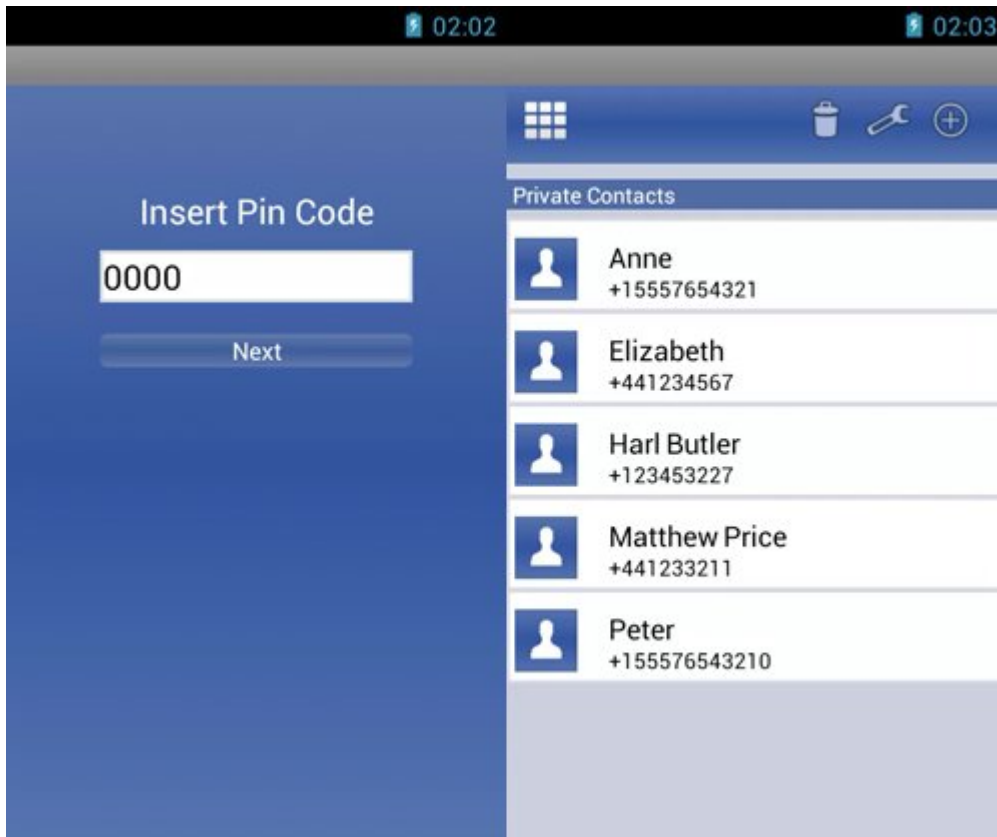 02:02
Insert Pin Code
0000
Next
02:03
Private Contacts
Anne
+15557654321
Elizabeth
+441234567
Harl Butler
+123453227
Matthew Price
+441233211
Peter
+155576543210